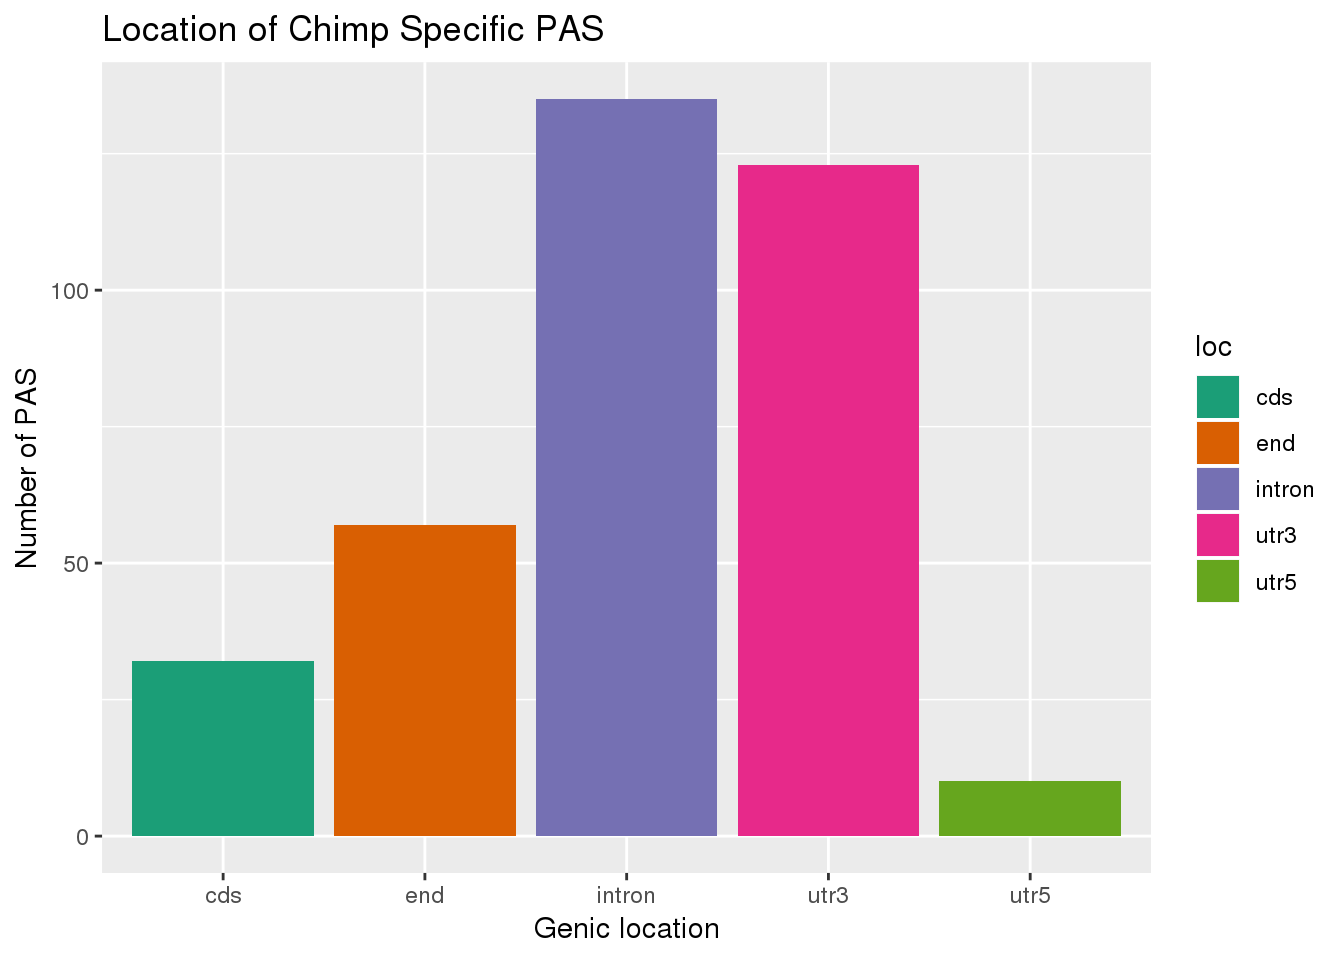 Location of Chimp Specific PAS
Number of PAS
100
50
0
cds
end
intron
utr3
utr5
Genic location
loc
cds
end
intron
utr3
utr5